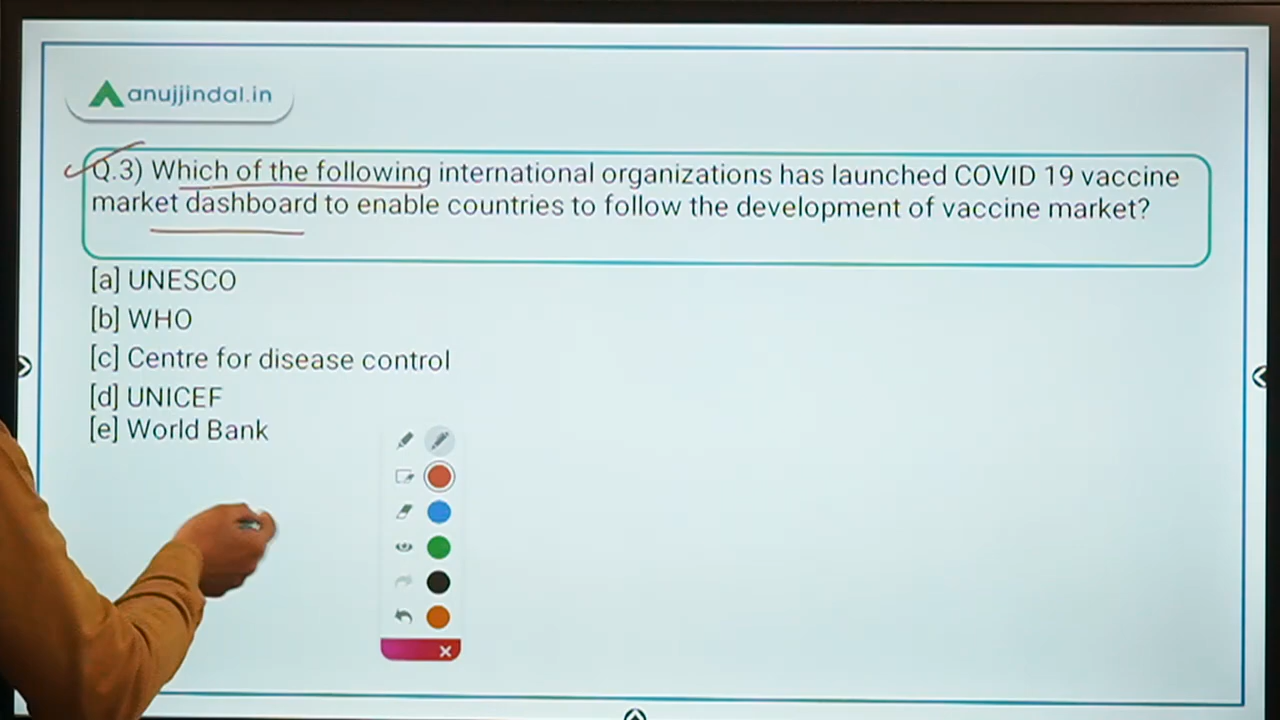 anujjindal.in
Q.3) Which of the following international organizations has launched COVID 19 vaccine
market dashboard to enable countries to follow the development of vaccine market?
[a] UNESCO
[b] WHO
[c] Centre for disease control
[d] UNICEF
[e] World Bank